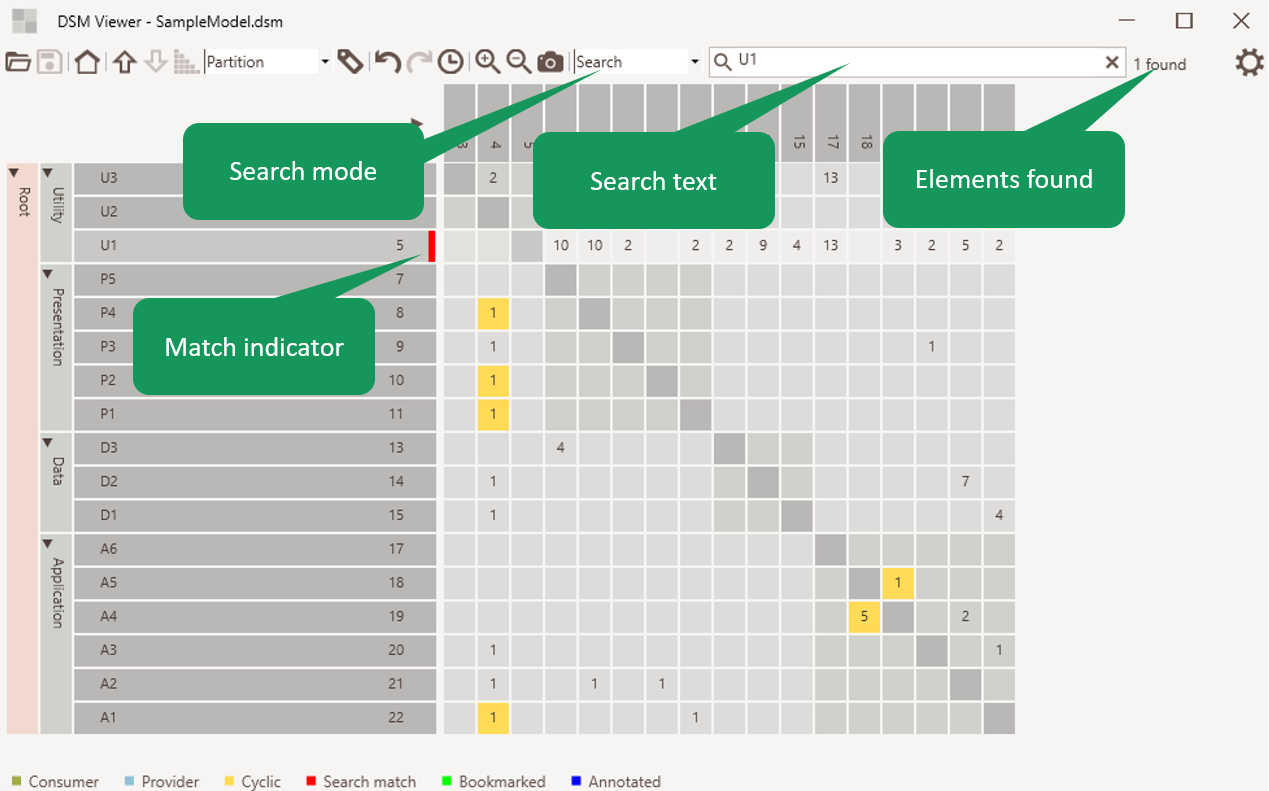 DSM Viewer - SampleModel.dsm
Partition Search U1 1 found
Search mode
Search text
Elements found
3 4 5 15 17 18
Root
Utility
U3 2 13
U2
U1 5 10 10 2 2 2 9 4 13 3 2 5 2
Presentation
P5 7
P4 8 1
P3 9 1 1
P2 10 1
P1 11 1
Match indicator
Data
D3 13 4
D2 14 1 7
D1 15 1 4
Application
A6 17
A5 18 1
A4 19 5 2
A3 20 1 1
A2 21 1 1 1
A1 22 1 1
Consumer Provider Cyclic Search match Bookmarked Annotated